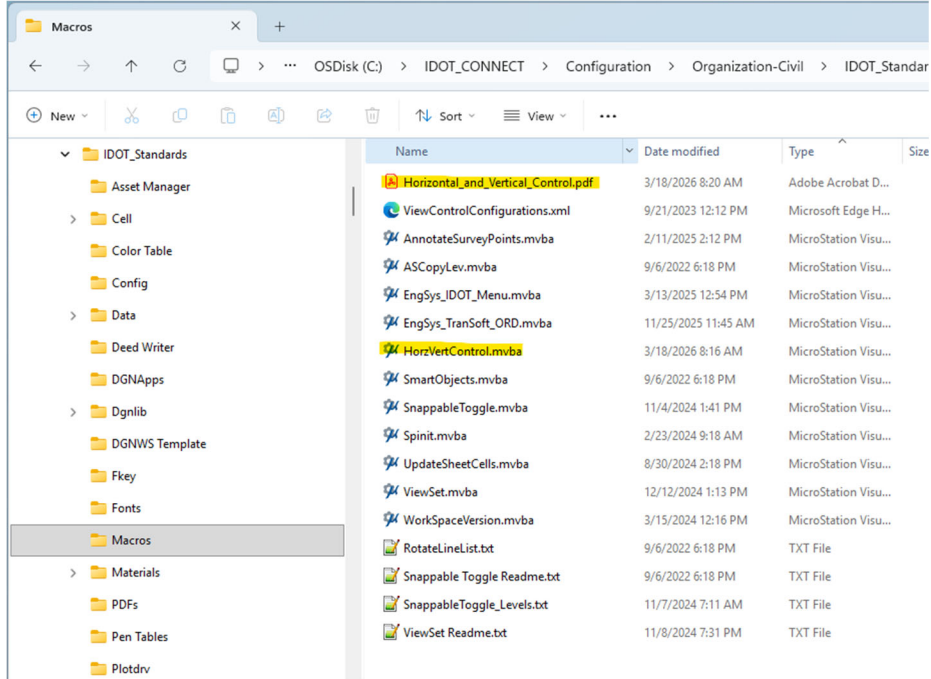 Macros
OSDisk (C:) > IDOT_CONNECT > Configuration > Organization-Civil > IDOT_Standar
New Sort View
IDOT_Standards
Asset Manager
Cell
Color Table
Config
Data
Deed Writer
DGNApps
Dgnlib
DGNWS Template
Fkey
Fonts
Macros
Materials
PDFs
Pen Tables
Plotdrv
Name Date modified Type Size
Horizontal_and_Vertical_Control.pdf 3/18/2026 8:20 AM Adobe Acrobat D...
ViewControlConfigurations.xml 9/21/2023 12:12 PM Microsoft Edge H...
AnnotateSurveyPoints.mvba 2/11/2025 2:12 PM MicroStation Visu...
ASCopyLev.mvba 9/6/2022 6:18 PM MicroStation Visu...
EngSys_IDOT_Menu.mvba 3/13/2025 12:54 PM MicroStation Visu...
EngSys_TranSoft_ORD.mvba 11/25/2025 11:45 AM MicroStation Visu...
HorzVertControl.mvba 3/18/2026 8:16 AM MicroStation Visu...
SmartObjects.mvba 9/6/2022 6:18 PM MicroStation Visu...
SnappableToggle.mvba 11/4/2024 1:41 PM MicroStation Visu...
Spinit.mvba 2/23/2024 9:18 AM MicroStation Visu...
UpdateSheetCells.mvba 8/30/2024 2:18 PM MicroStation Visu...
ViewSet.mvba 12/12/2024 1:13 PM MicroStation Visu...
WorkSpaceVersion.mvba 3/15/2024 12:16 PM MicroStation Visu...
RotateLineList.txt 9/6/2022 6:18 PM TXT File
Snappable Toggle Readme.txt 9/6/2022 6:18 PM TXT File
SnappableToggle_Levels.txt 11/7/2024 7:11 AM TXT File
ViewSet Readme.txt 11/8/2024 7:31 PM TXT File